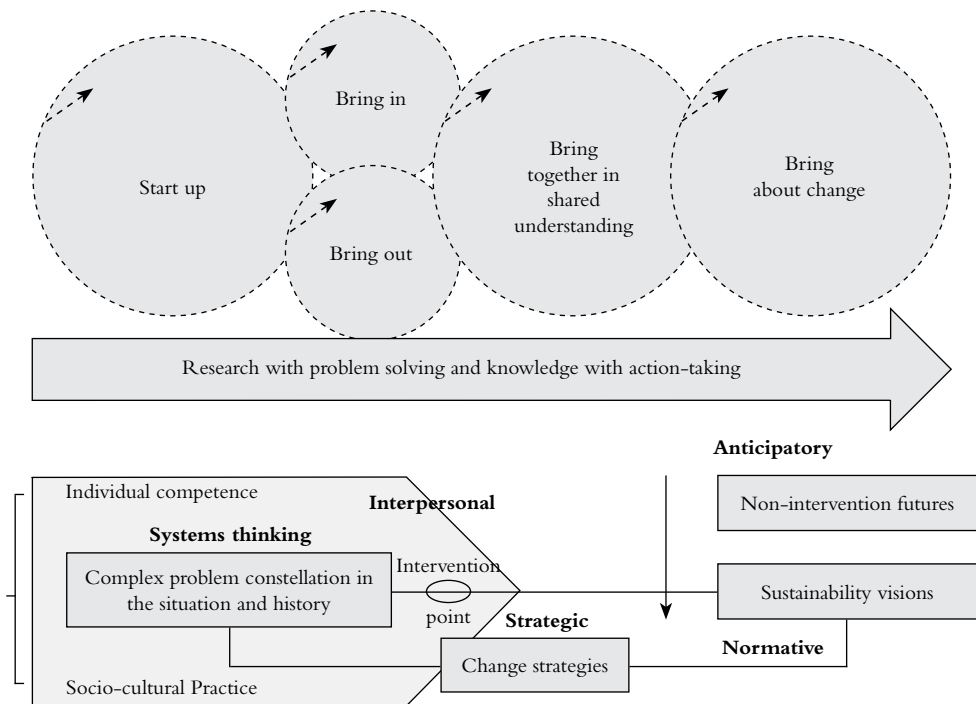 Start up
Bring in
Bring out
Bring
together in
shared
understanding
Bring
about change
Research with problem solving and knowledge with action-taking
Anticipatory
Individual competence
Interpersonal
Non-intervention futures
Systems thinking
Complex problem constellation in
the situation and history
Intervention
point
Sustainability visions
Strategic
Normative
Change strategies
Socio-cultural Practice